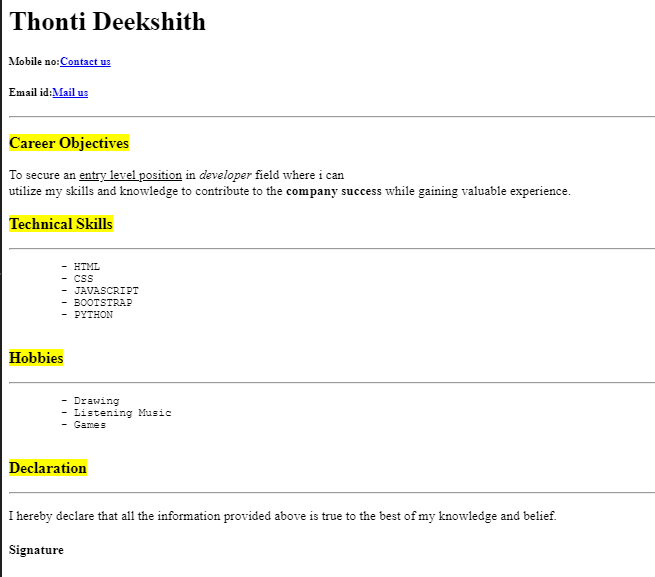 Thonti Deekshith
Mobile no:Contact us
Email id:Mail us
Career Objectives
To secure an entry level position in developer field where i can
utilize my skills and knowledge to contribute to the company success while gaining valuable experience.
Technical Skills
- HTML
- CSS
- JAVASCRIPT
- BOOTSTRAP
- PYTHON
Hobbies
- Drawing
- Listening Music
- Games
Declaration
I hereby declare that all the information provided above is true to the best of my knowledge and belief.
Signature